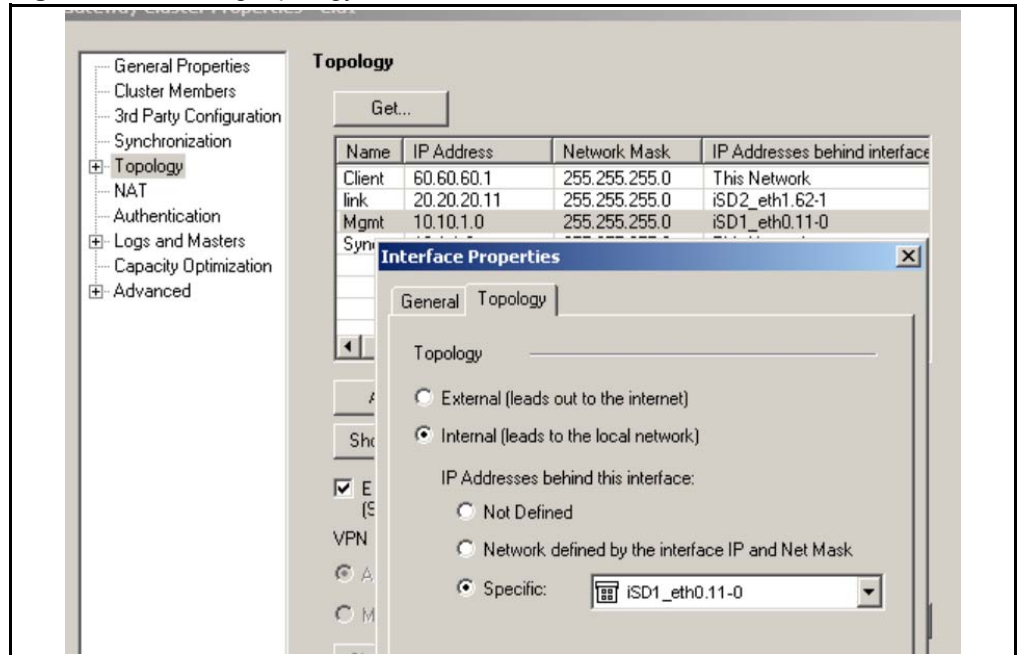 General Properties
Cluster Members
3rd Party Configuration
Synchronization
Topology
NAT
Authentication
Logs and Masters
Capacity Optimization
Advanced
Topology
Get...
Name IP Address Network Mask IP Addresses behind interface
Client 60.60.60.1 255.255.255.0 This Network
link 20.20.20.11 255.255.255.0 iSD2_eth1.62-1
Mgmt 10.10.1.0 255.255.255.0 iSD1_eth0.11-0
Interface Properties
General Topology
Topology
External (leads out to the internet)
Internal (leads to the local network)
IP Addresses behind this interface:
Not Defined
Network defined by the interface IP and Net Mask
Specific: iSD1_eth0.11-0
VPN